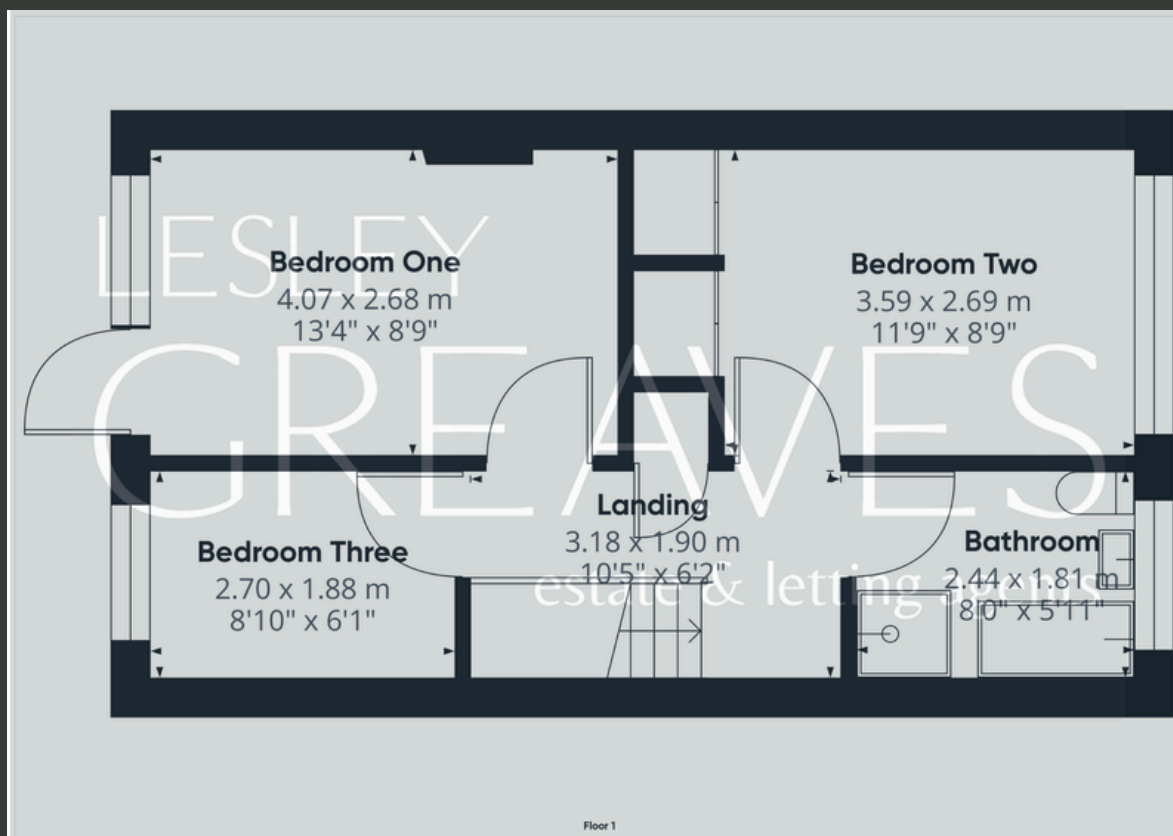 LESLEY
GREAVES
estate & letting agents
Bedroom One
4.07 x 2.68 m
13'4" x 8'9"
Bedroom Two
3.59 x 2.69 m
11'9" x 8'9"
Landing
3.18 x 1.90 m
10'5" x 6'2"
Bedroom Three
2.70 x 1.88 m
8'10" x 6'1"
Bathroom
2.44 x 1.81 m
8'0" x 5'11"
Floor 1